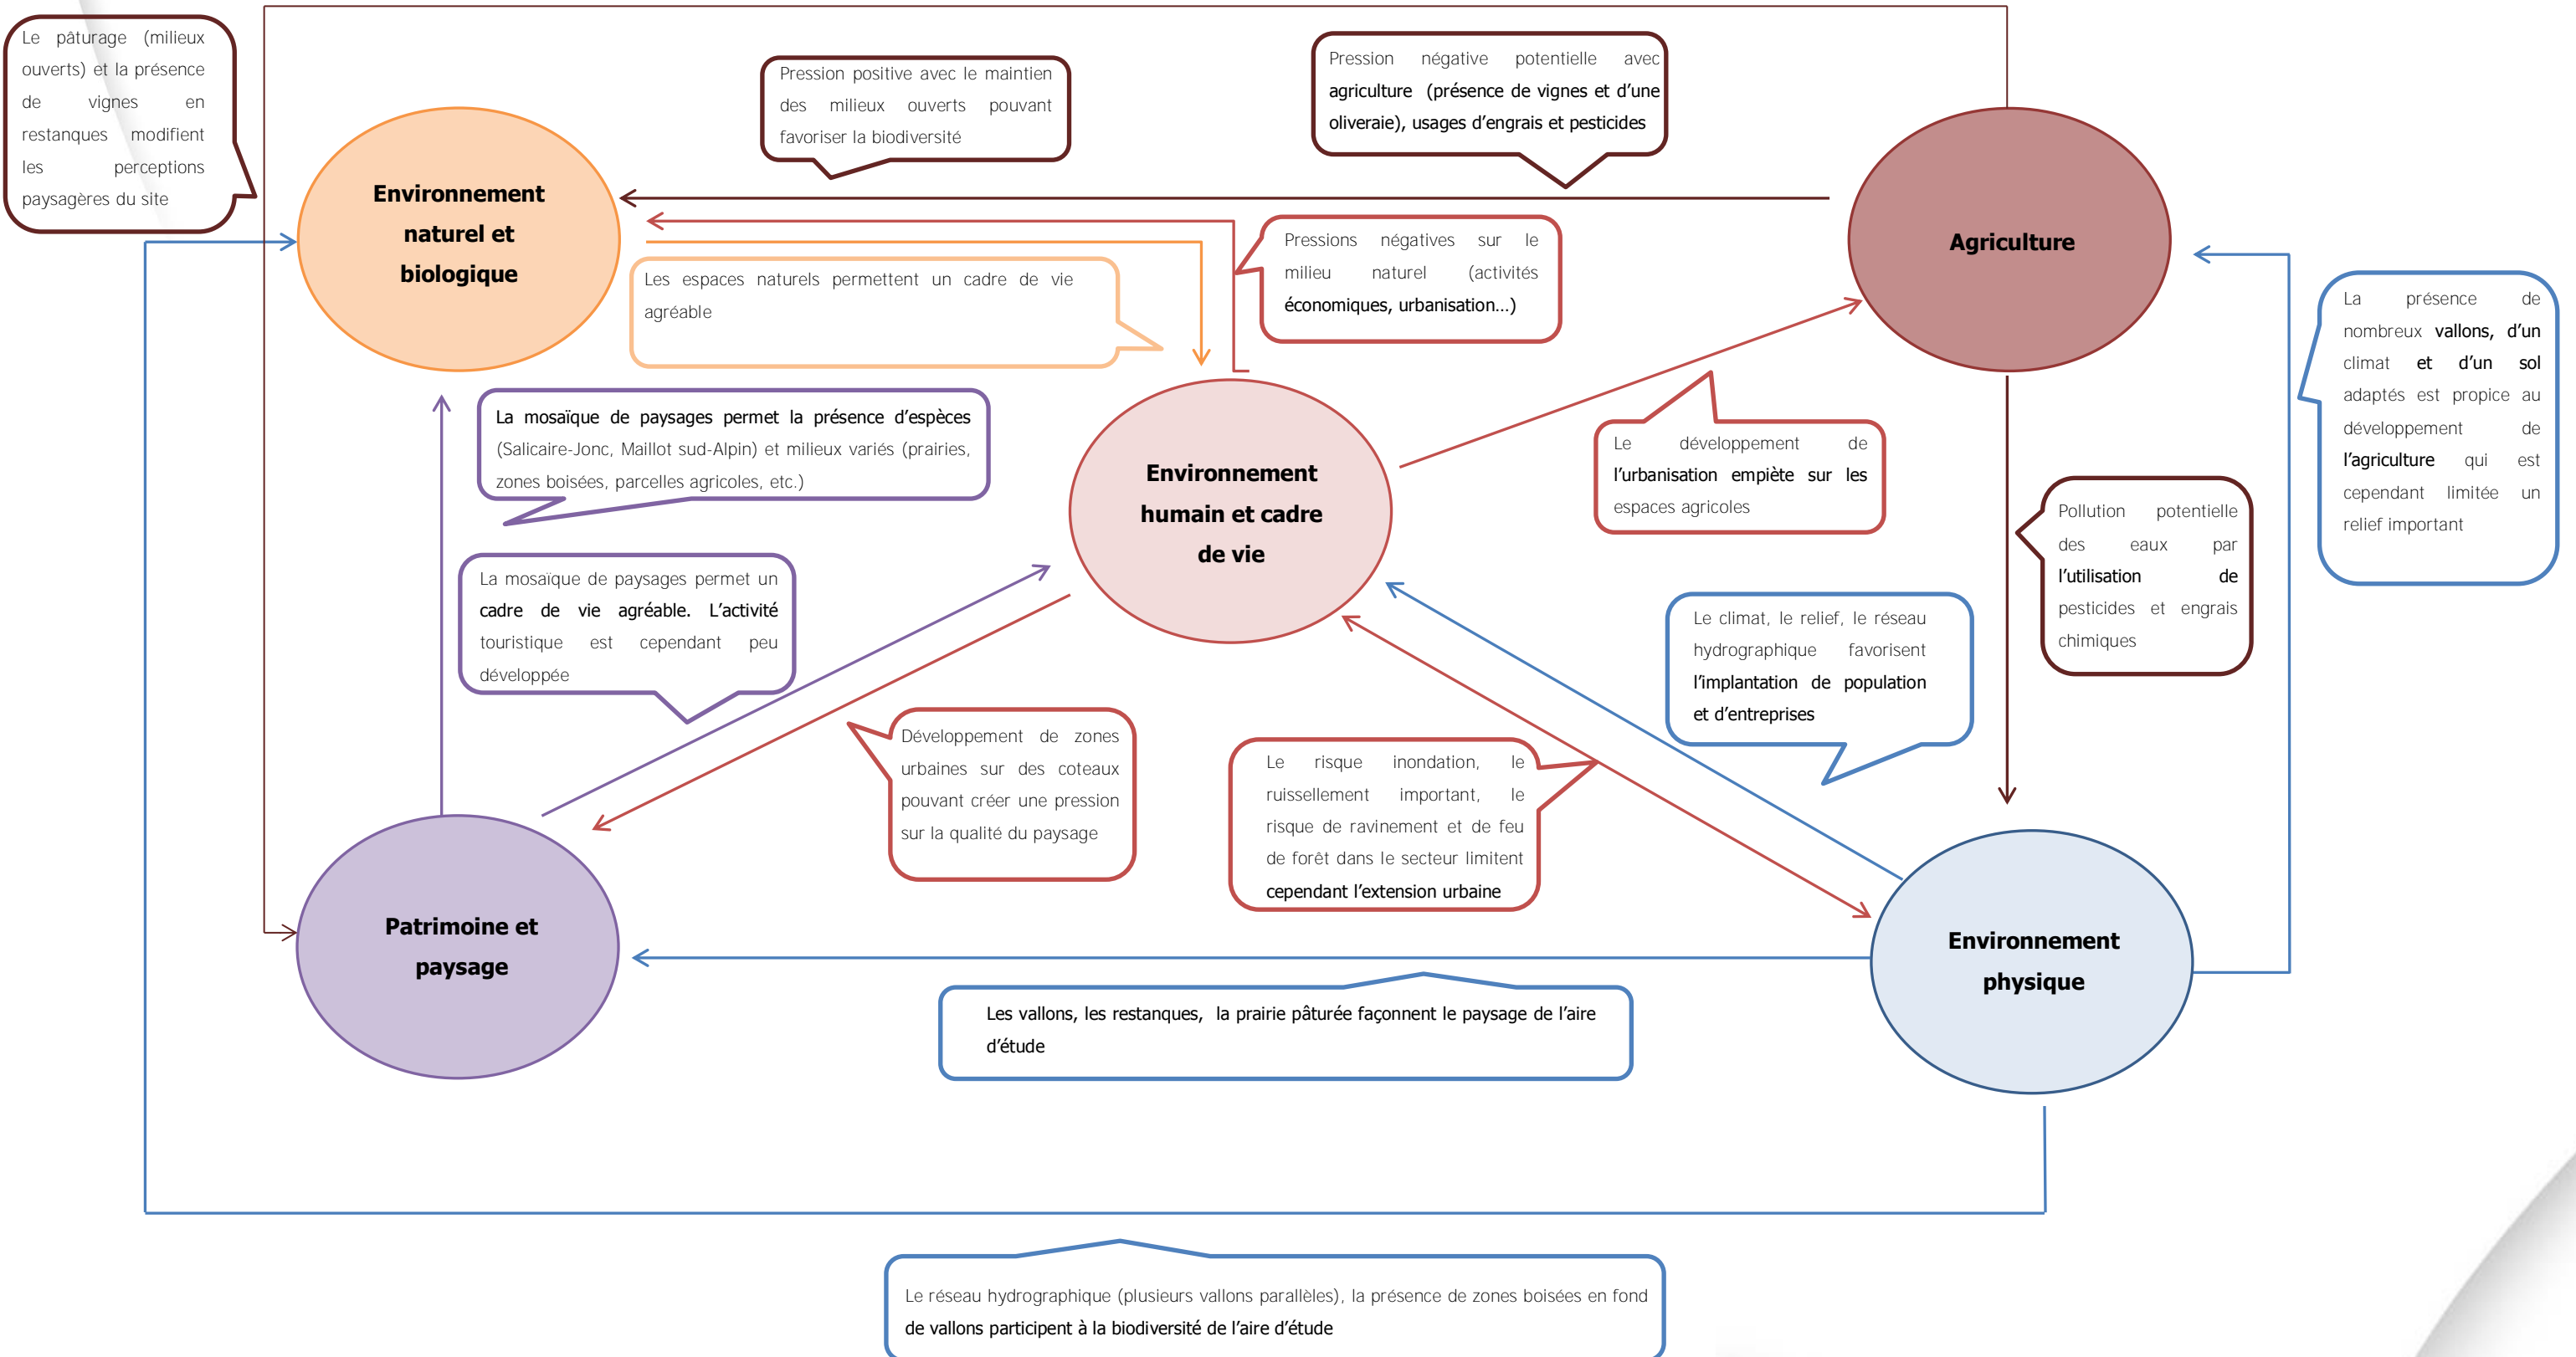 Le pâturage (milieux
ouverts) et la présence
de vignes en
restanques modifient
les perceptions
paysagères du site
Pression positive avec le maintien
des milieux ouverts pouvant
favoriser la biodiversité
Pression négative potentielle avec
agriculture (présence de vignes et d’une
oliveraie), usages d’engrais et pesticides
Environnement
naturel et
biologique
Agriculture
Les espaces naturels permettent un cadre de vie
agréable
Pressions négatives sur le
milieu naturel (activités
économiques, urbanisation…)
La présence de
nombreux vallons, d’un
climat et d’un sol
adaptés est propice au
développement de
l’agriculture qui est
cependant limitée un
relief important
La mosaïque de paysages permet la présence d’espèces
(Salicaire-Jonc, Maillot sud-Alpin) et milieux variés (prairies,
zones boisées, parcelles agricoles, etc.)
Environnement
humain et cadre
de vie
Le développement de
l’urbanisation empiète sur les
espaces agricoles
Pollution potentielle
des eaux par
l’utilisation de
pesticides et engrais
chimiques
La mosaïque de paysages permet un
cadre de vie agréable. L’activité
touristique est cependant peu
développée
Le climat, le relief, le réseau
hydrographique favorisent
l’implantation de population
et d’entreprises
Développement de zones
urbaines sur des coteaux
pouvant créer une pression
sur la qualité du paysage
Le risque inondation, le
ruissellement important, le
risque de ravinement et de feu
de forêt dans le secteur limitent
cependant l’extension urbaine
Patrimoine et
paysage
Environnement
physique
Les vallons, les restanques, la prairie pâturée façonnent le paysage de l’aire
d’étude
Le réseau hydrographique (plusieurs vallons parallèles), la présence de zones boisées en fond
de vallons participent à la biodiversité de l’aire d’étude